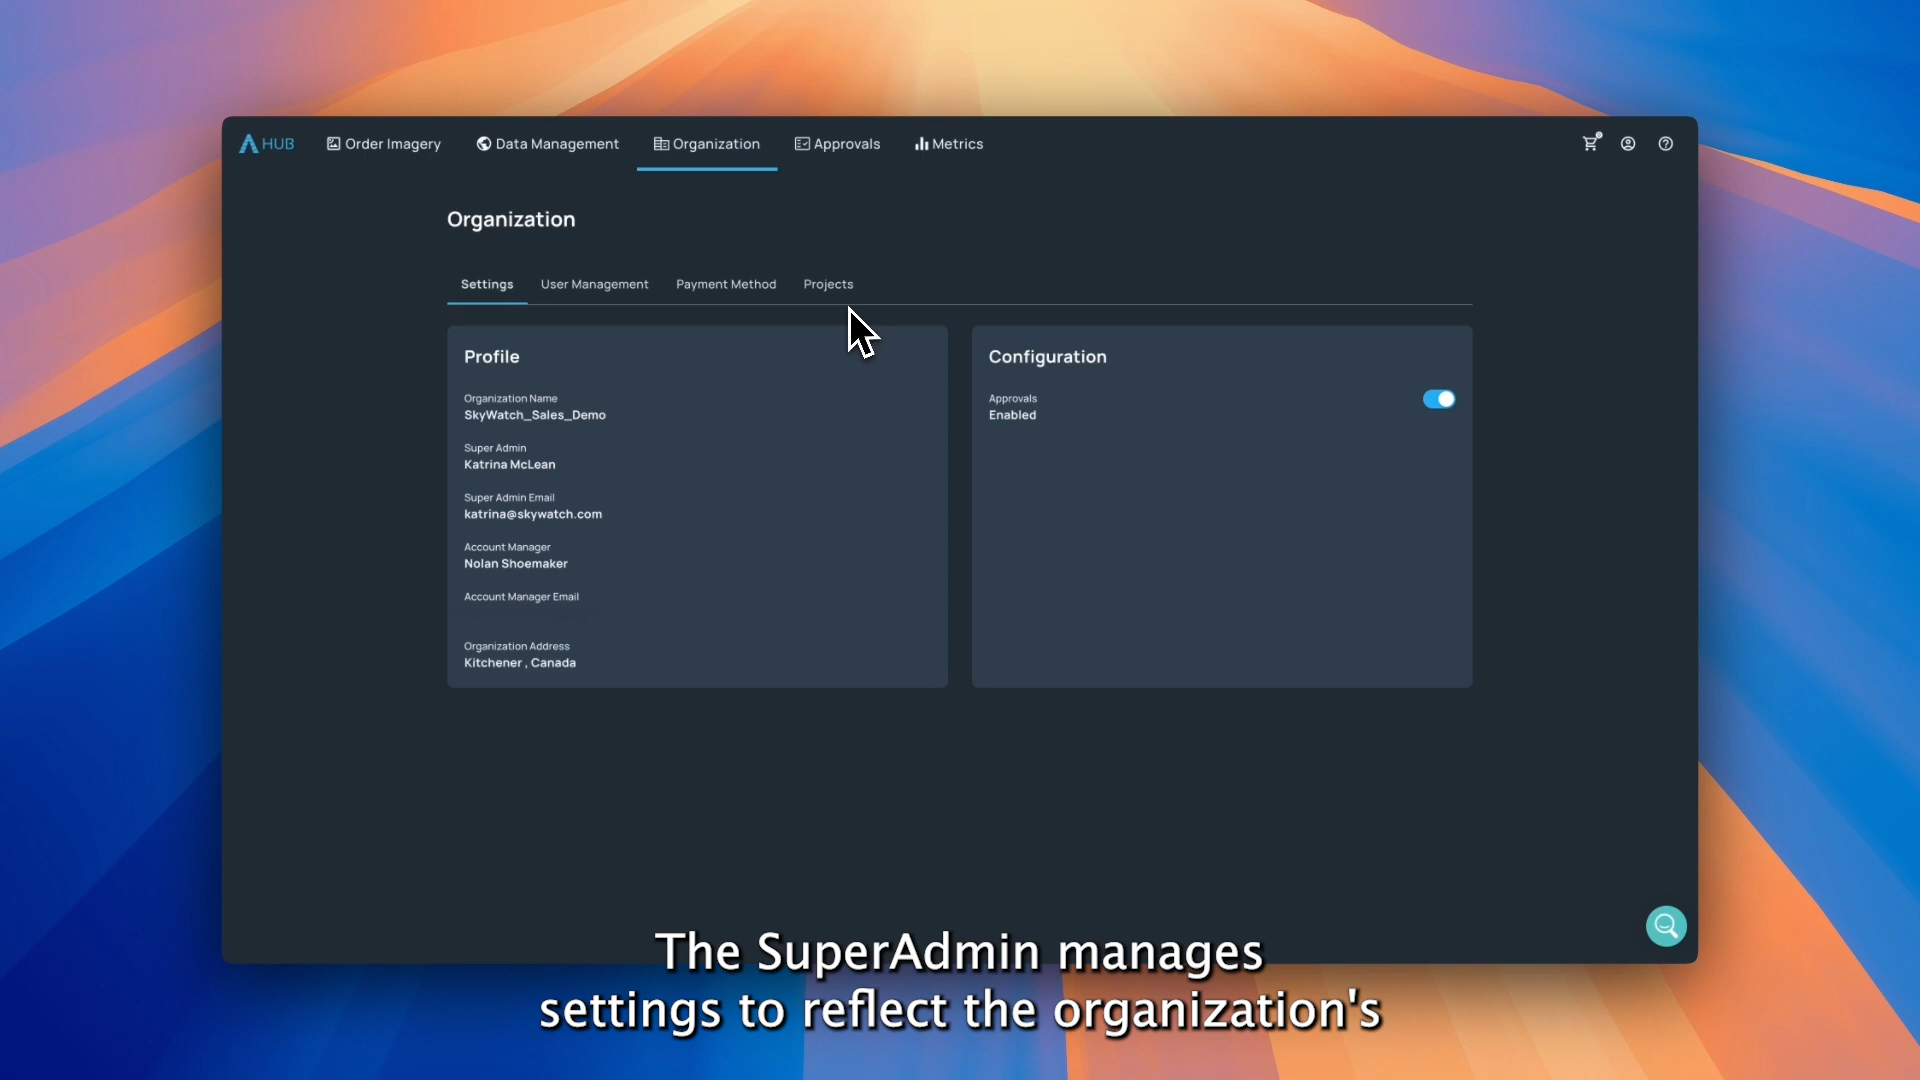 HUB
Order Imagery
Data Management
Organization
Approvals
Metrics
Organization
Settings
User Management
Payment Method
Projects
Profile
Organization Name
SkyWatch_Sales_Demo
Super Admin
Katrina McLean
Super Admin Email
katrina@skywatch.com
Account Manager
Nolan Shoemaker
Account Manager Email
Organization Address
Kitchener , Canada
Configuration
Approvals
Enabled
The SuperAdmin manages
settings to reflect the organization's